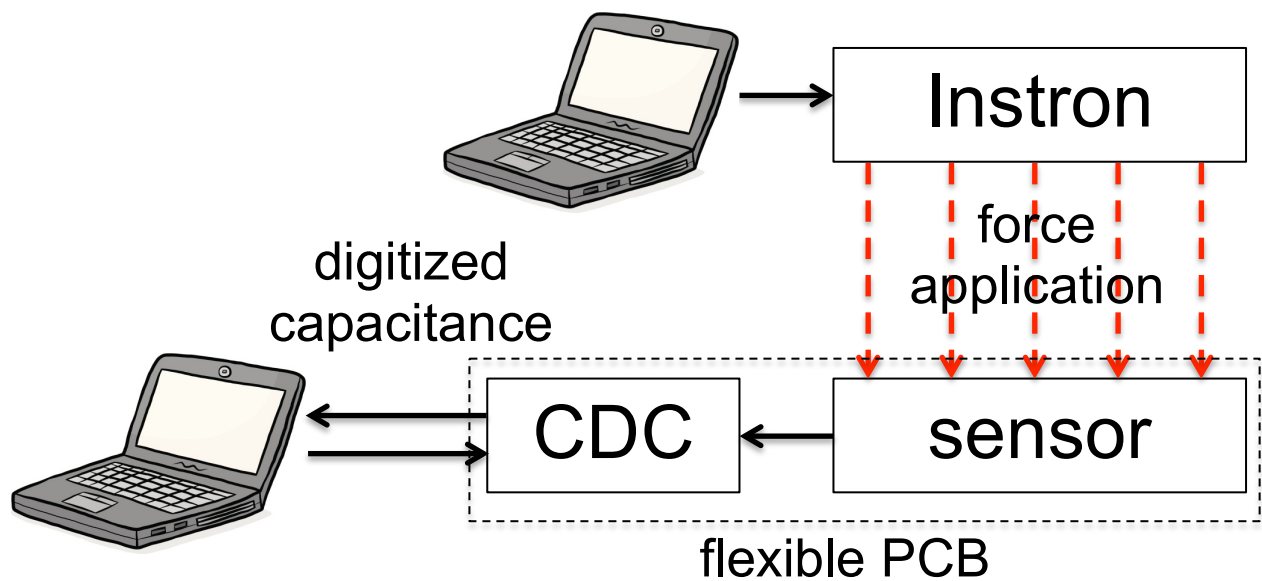 Instron
force
application
digitized
capacitance
CDC
sensor
flexible PCB